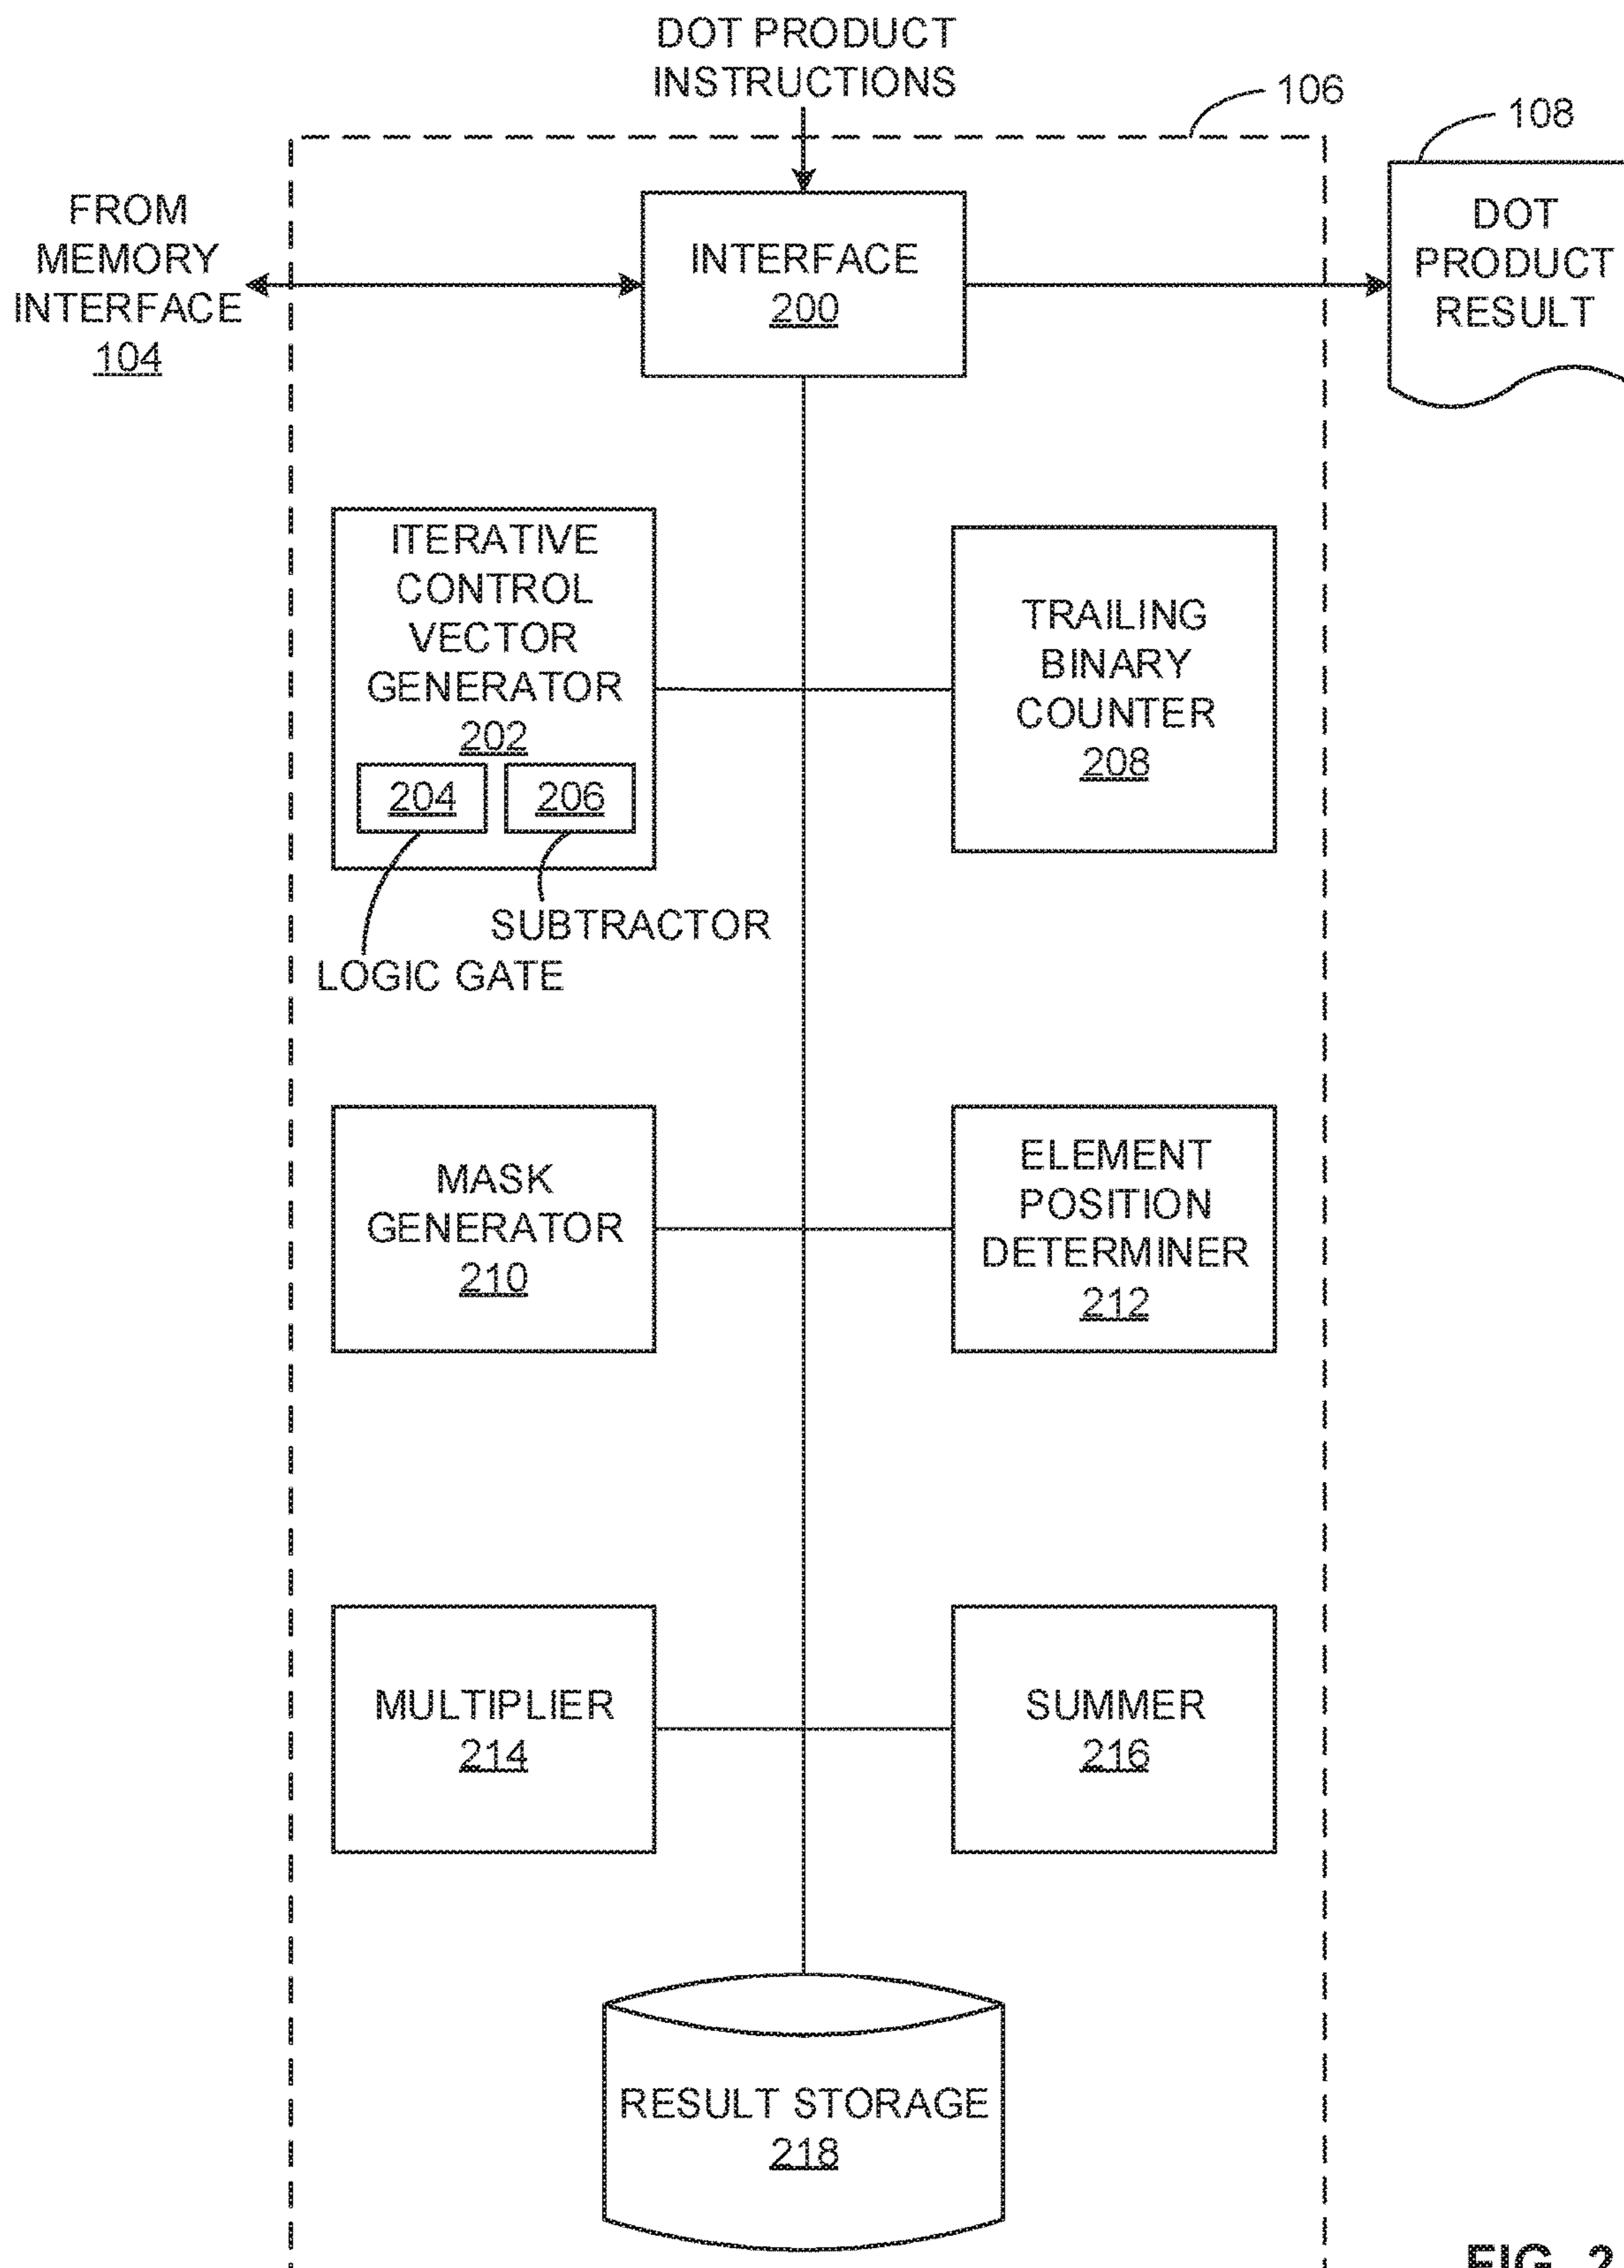 DOT PRODUCT
INSTRUCTIONS
106
108
FROM
MEMORY
INTERFACE
104
INTERFACE
200
DOT
PRODUCT
RESULT
ITERATIVE
CONTROL
VECTOR
GENERATOR
202
204
206
SUBTRACTOR
LOGIC GATE
TRAILING
BINARY
COUNTER
208
MASK
GENERATOR
210
ELEMENT
POSITION
DETERMINER
212
MULTIPLIER
214
SUMMER
216
RESULT STORAGE
218
FIG. 2